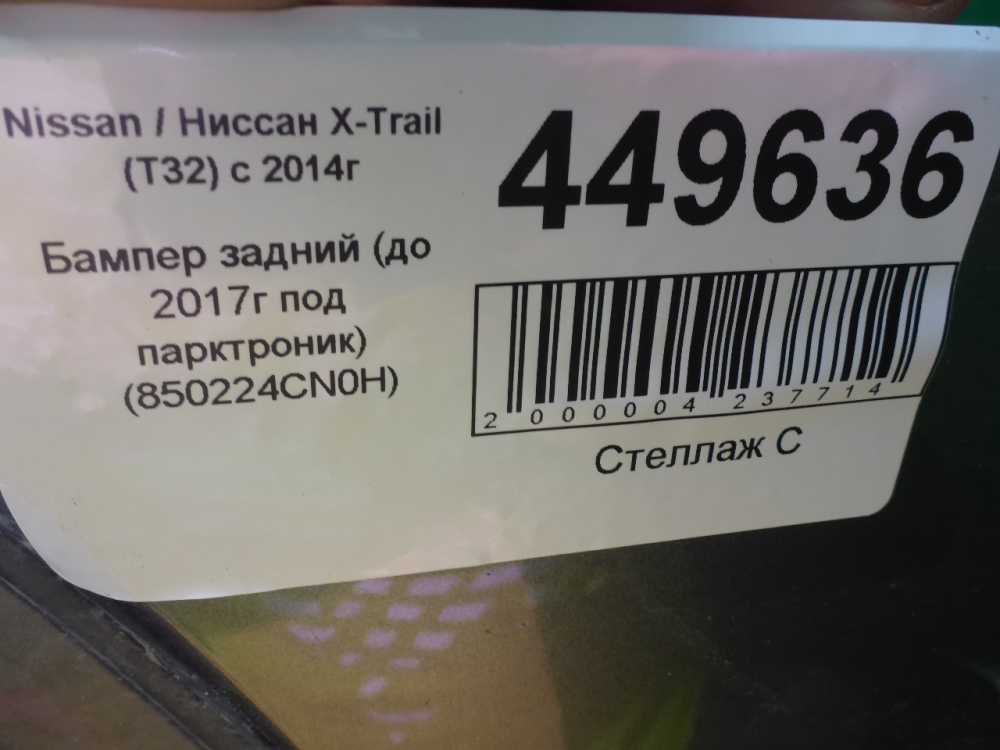 Nissan / Ниссан X-Trail
(T32) с 2014г
Бампер задний (до
2017г под
парктроник)
(850224CN0H)
449636
2 000004 237714
Стеллаж С